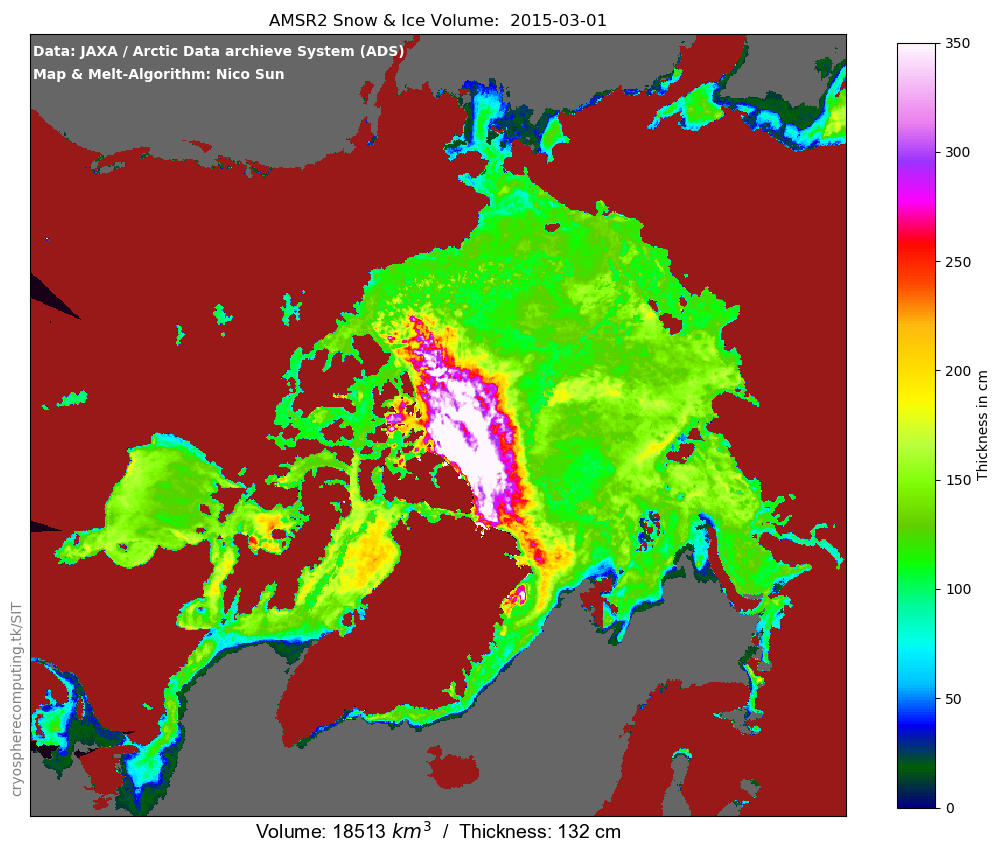 AMSR2 Snow & Ice Volume:  2015-03-01
Data: JAXA / Arctic Data archieve System (ADS)
Map & Melt-Algorithm: Nico Sun
350
300
250
200
150
100
50
0
Thickness in cm
cryospherecomputing.tk/SIT
Volume: 18513 km³  /  Thickness: 132 cm